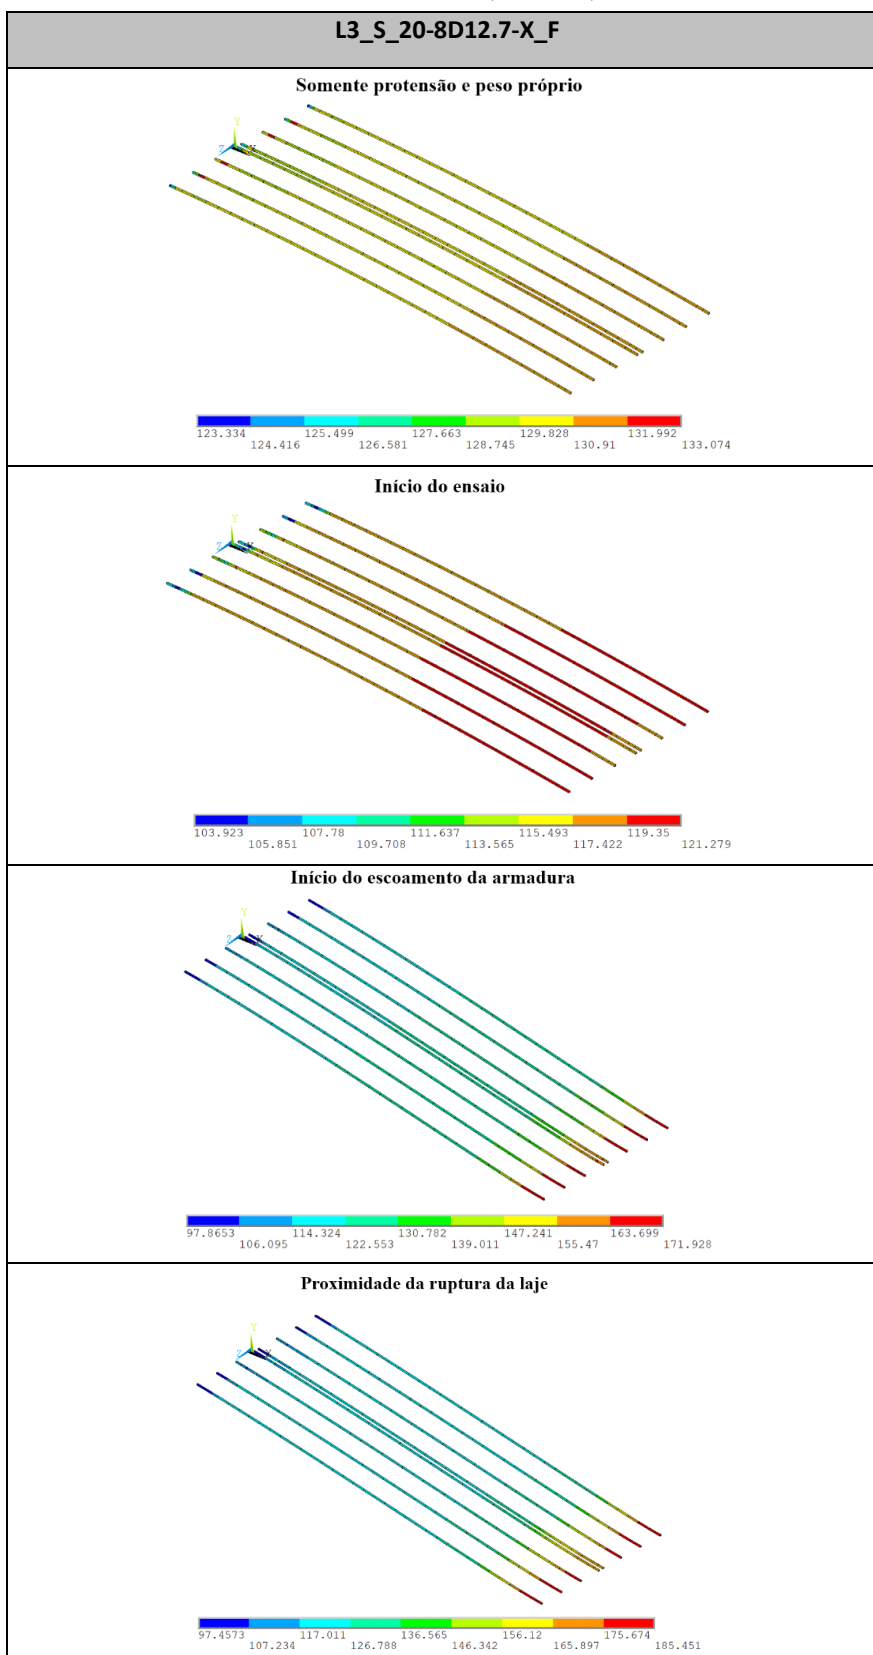 L3_S_20-8D12.7-X_F
Somente protensão e peso próprio
Y
Z X
123.334 125.499 127.663 129.828 131.992
124.416 126.581 128.745 130.91 133.074
Início do ensaio
Y
Z X
103.923 107.78 111.637 115.493 119.35
105.851 109.708 113.565 117.422 121.279
Início do escoamento da armadura
Y
Z X
97.8653 114.324 130.782 147.241 163.699
106.095 122.553 139.011 155.47 171.928
Proximidade da ruptura da laje
Y
Z X
97.4573 117.011 136.565 156.12 175.674
107.234 126.788 146.342 165.897 185.451